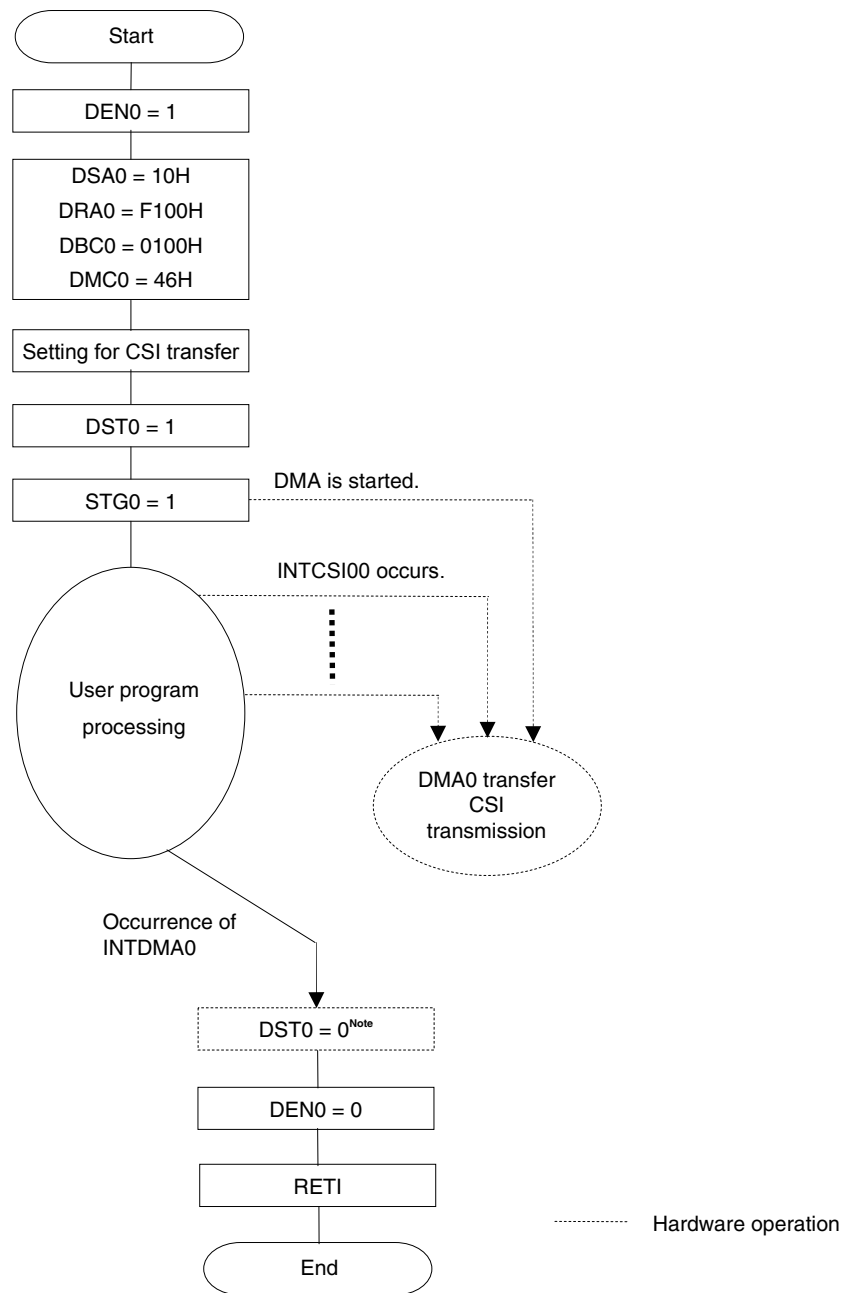 Start
DEN0 = 1
DSA0 = 10H
DRA0 = F100H
DBC0 = 0100H
DMC0 = 46H
Setting for CSI transfer
DST0 = 1
STG0 = 1
DMA is started.
INTCSI00 occurs.
User program
processing
DMA0 transfer
CSI
transmission
Occurrence of
INTDMA0
DST0 = 0Note
DEN0 = 0
RETI
Hardware operation
End